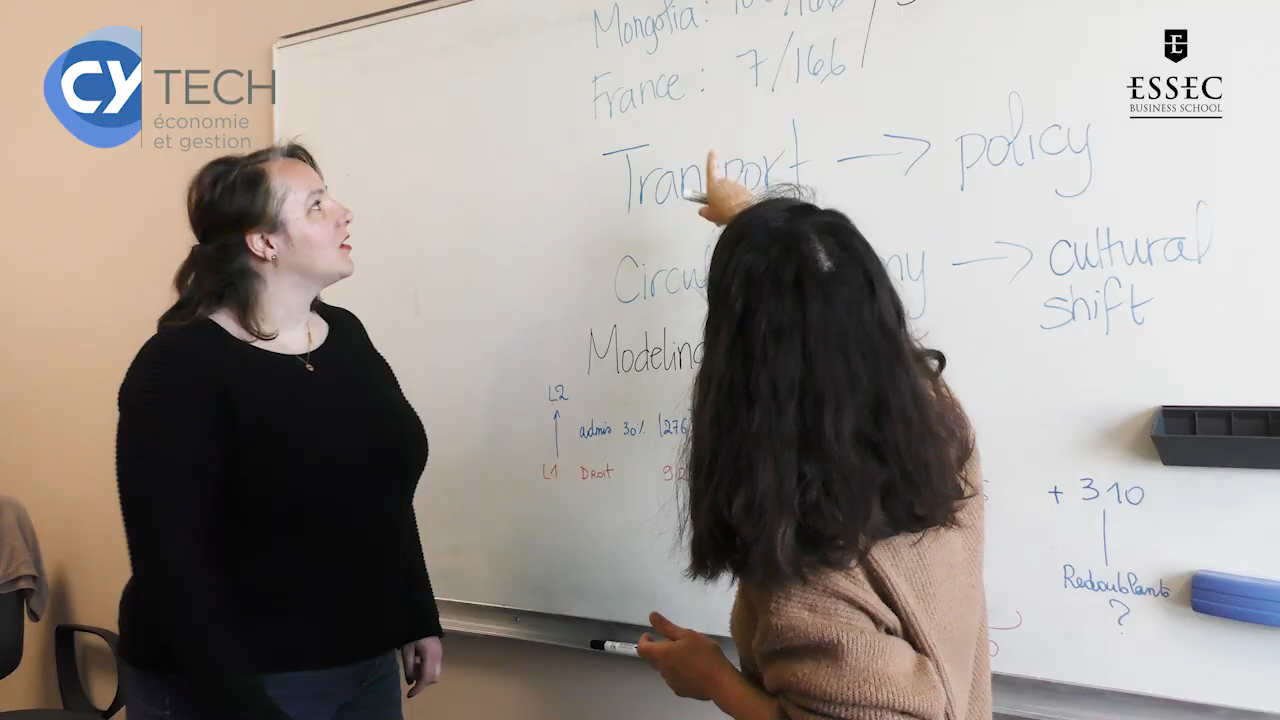 CY TECH
économie
et gestion
E
ESSEC
BUSINESS SCHOOL
Mongolia:
France: 7/166
Transport → policy
→ cultural
shift
L2
admis 30%
L1 Droit
+ 310
Redoublants
?